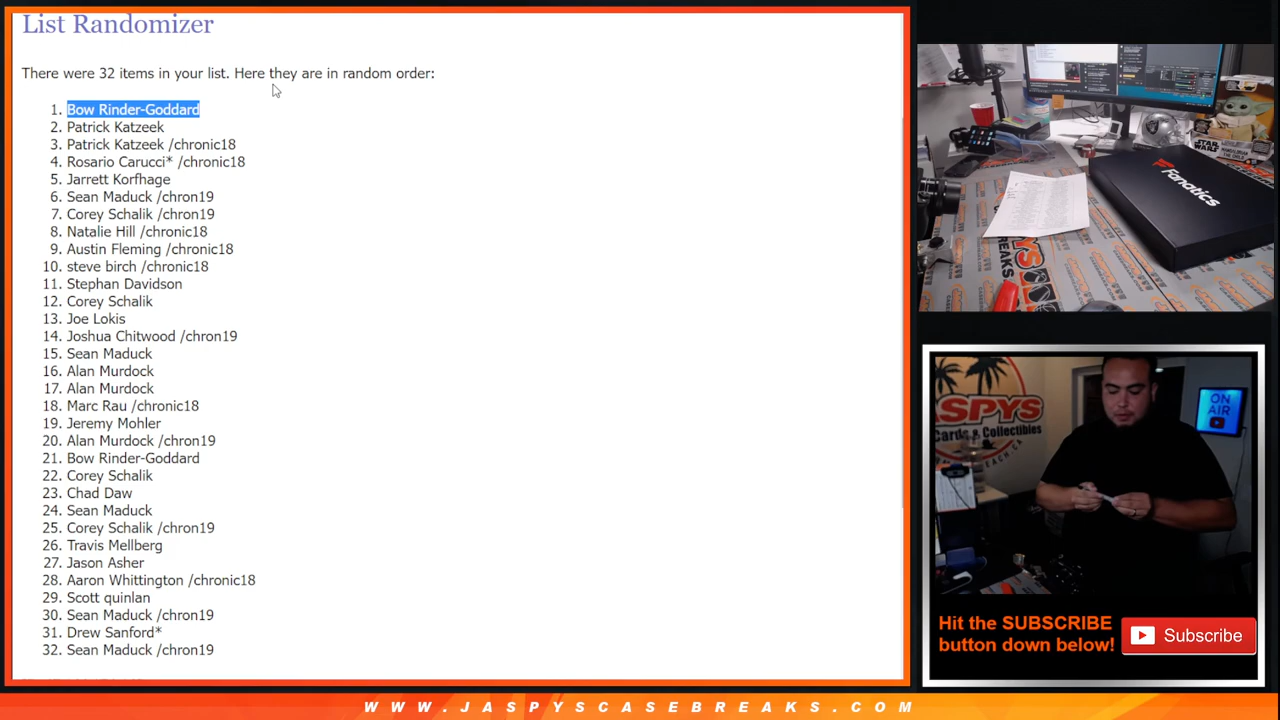 List Randomizer
There were 32 items in your list. Here they are in random order:
1. Bow Rinder-Goddard
2. Patrick Katzeek
3. Patrick Katzeek /chronic18
4. Rosario Carucci* /chronic18
5. Jarrett Korfhage
6. Sean Maduck /chron19
7. Corey Schalik /chron19
8. Natalie Hill /chronic18
9. Austin Fleming /chronic18
10. steve birch /chronic18
11. Stephan Davidson
12. Corey Schalik
13. Joe Lokis
14. Joshua Chitwood /chron19
15. Sean Maduck
16. Alan Murdock
17. Alan Murdock
18. Marc Rau /chronic18
19. Jeremy Mohler
20. Alan Murdock /chron19
21. Bow Rinder-Goddard
22. Corey Schalik
23. Chad Daw
24. Sean Maduck
25. Corey Schalik /chron19
26. Travis Mellberg
27. Jason Asher
28. Aaron Whittington /chronic18
29. Scott quinlan
30. Sean Maduck /chron19
31. Drew Sanford*
32. Sean Maduck /chron19
Fanatics
STAR
WARS
BREAKS
ASPYS
Cards & Collectibles
ON
AIR
Hit the SUBSCRIBE
button down below!
Subscribe
WWW.JASPYSCASEBREAKS.COM